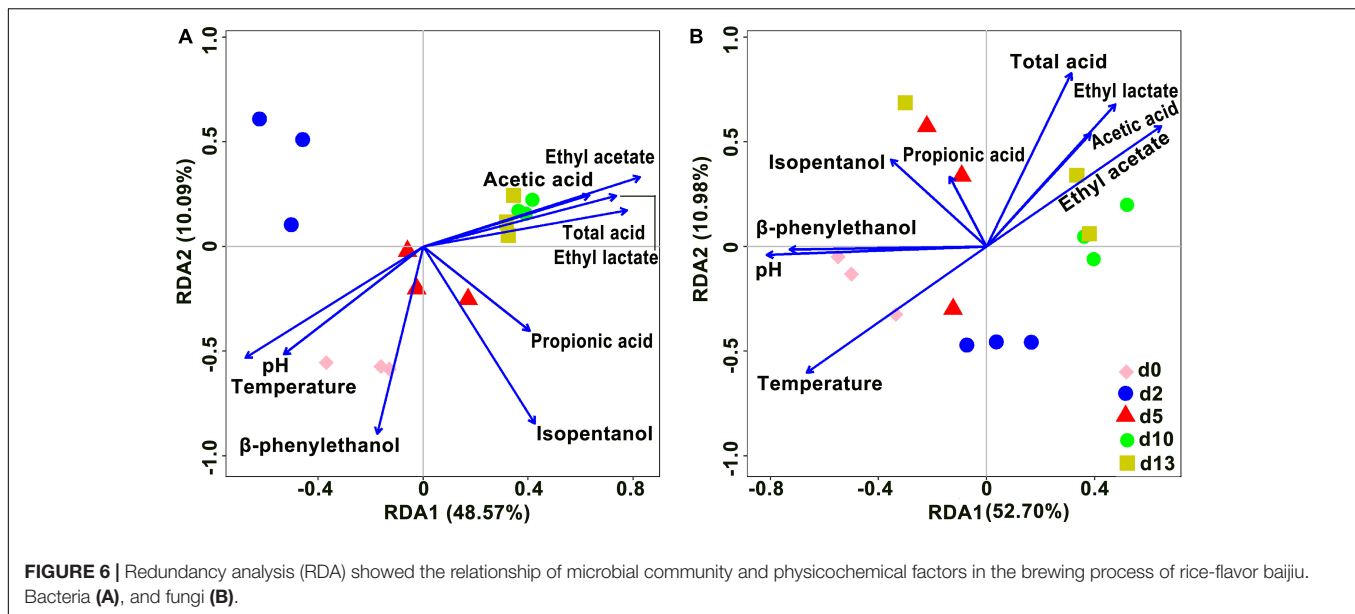 A
1.0
0.5
0
-0.5
-1.0
RDA2 (10.09%)
Ethyl acetate
Acetic acid
Total acid
Ethyl lactate
Propionic acid
pH
Temperature
β-phenylethanol
Isopentanol
-0.4
0
0.4
0.8
RDA1 (48.57%)
B
1.0
0.5
0
-0.5
-1.0
RDA2 (10.98%)
Total acid
Ethyl lactate
Acetic acid
Ethyl acetate
Isopentanol
Propionic acid
β-phenylethanol
pH
Temperature
d0
d2
d5
d10
d13
-0.8
-0.4
0
0.4
RDA1(52.70%)
FIGURE 6 | Redundancy analysis (RDA) showed the relationship of microbial community and physicochemical factors in the brewing process of rice-flavor baijiu.
Bacteria (A), and fungi (B).